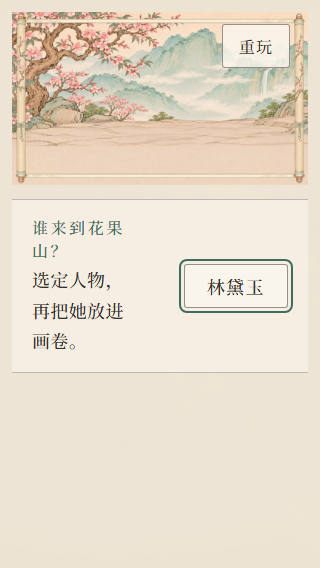 重玩
谁来到花果
山？
选定人物，
再把她放进
画卷。
林黛玉